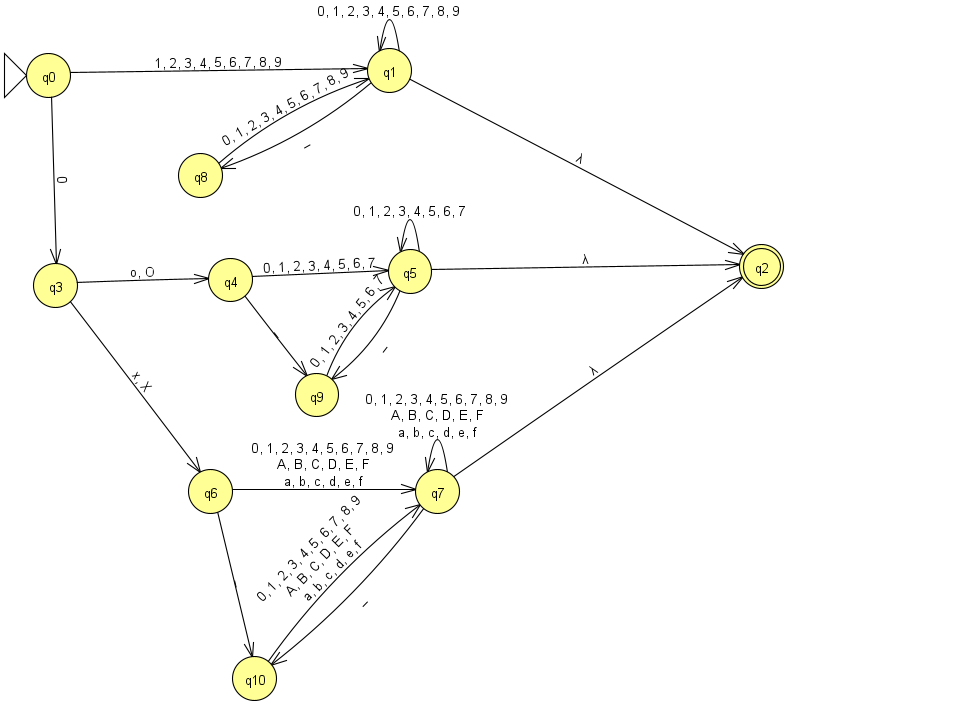 0, 1, 2, 3, 4, 5, 6, 7, 8, 9
q0
1, 2, 3, 4, 5, 6, 7, 8, 9
q1
0, 1, 2, 3, 4, 5, 6, 7, 8, 9
_
q8
λ
0
0, 1, 2, 3, 4, 5, 6, 7
q3
o, O
q4
0, 1, 2, 3, 4, 5, 6, 7
q5
λ
q2
_
0, 1, 2, 3, 4, 5, 6, 7
_
q9
x, X
λ
0, 1, 2, 3, 4, 5, 6, 7, 8, 9
A, B, C, D, E, F
a, b, c, d, e, f
0, 1, 2, 3, 4, 5, 6, 7, 8, 9
A, B, C, D, E, F
a, b, c, d, e, f
q6
q7
0, 1, 2, 3, 4, 5, 6, 7, 8, 9
A, B, C, D, E, F
a, b, c, d, e, f
_
_
q10